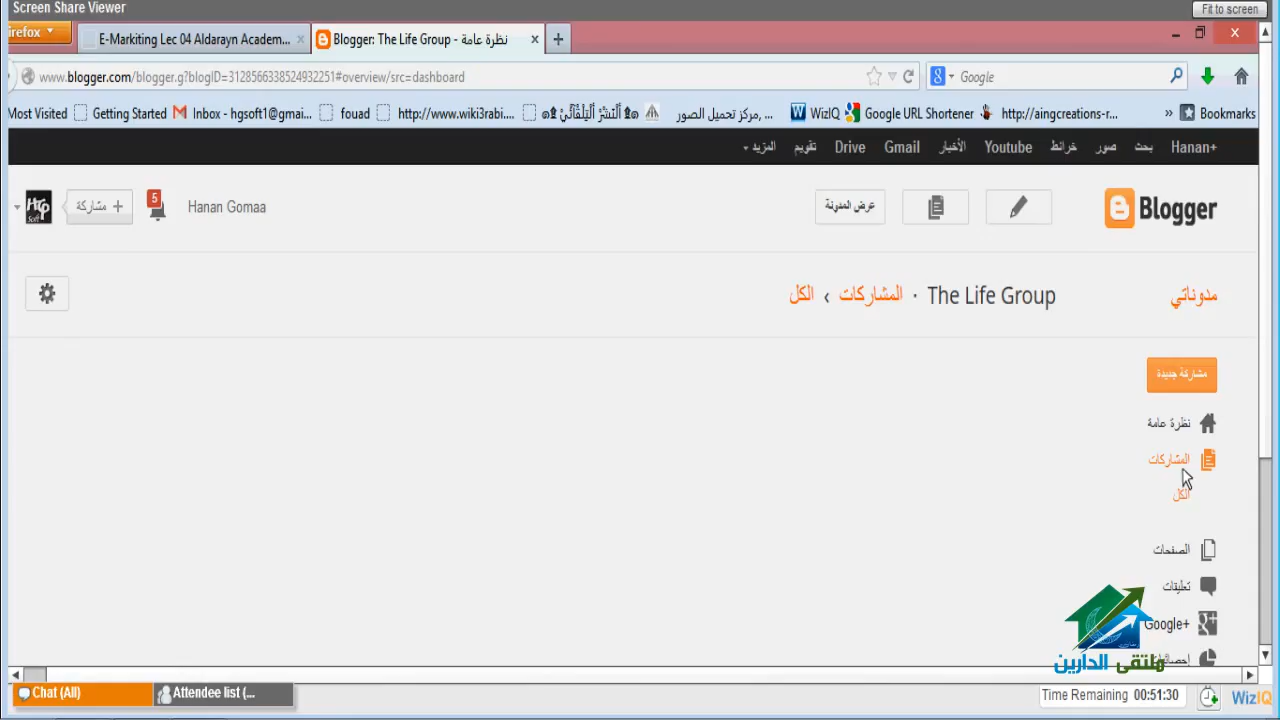 Screen Share Viewer
Fit to screen
irefox
E-Markiting Lec 04 Aldarayn Academ...
Blogger: The Life Group - نظرة عامة
www.blogger.com/blogger.g?blogID=3128566338524932251#overview/src=dashboard
Google
Most Visited
Getting Started
Inbox - hgsoft1@gmai...
fouad
http://www.wiki3rabi...
مركز تحميل الصور, ...
WizIQ
Google URL Shortener
http://aingcreations-r...
» Bookmarks
Hanan+ بحث صور خرائط Youtube الأخبار Gmail Drive تقويم المزيد
Blogger
عرض المدونة
Hanan Gomaa
5
مشاركة +
HGP
Soft
مدوناتي
The Life Group · المشاركات › الكل
مشاركة جديدة
نظرة عامة
المشاركات
الكل
الصفحات
تعليقات
Google+
ملتقى الدارين
Chat (All)
Attendee list (...
Time Remaining 00:51:30
WizIQ